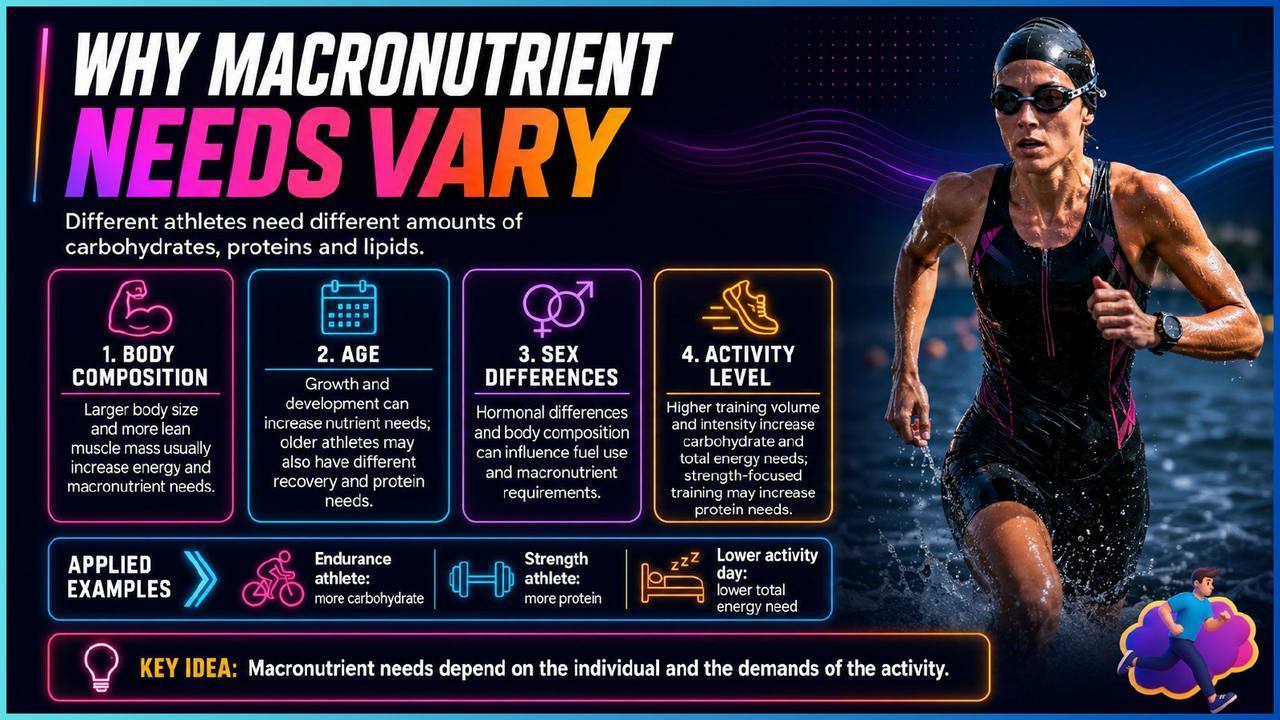 WHY MACRONUTRIENT
NEEDS VARY
Different athletes need different amounts of
carbohydrates, proteins and lipids.
1. BODY
COMPOSITION
Larger body size
and more lean
muscle mass usually
increase energy and
macronutrient needs.
2. AGE
Growth and
development can
increase nutrient needs;
older athletes may
also have different
recovery and protein
needs.
3. SEX
DIFFERENCES
Hormonal differences
and body composition
can influence fuel use
and macronutrient
requirements.
4. ACTIVITY
LEVEL
Higher training volume
and intensity increase
carbohydrate and
total energy needs;
strength-focused
training may increase
protein needs.
APPLIED
EXAMPLES
Endurance
athlete:
more carbohydrate
Strength
athlete:
more protein
zzz
Lower activity
day:
lower total
energy need
KEY IDEA: Macronutrient needs depend on the individual and the demands of the activity.